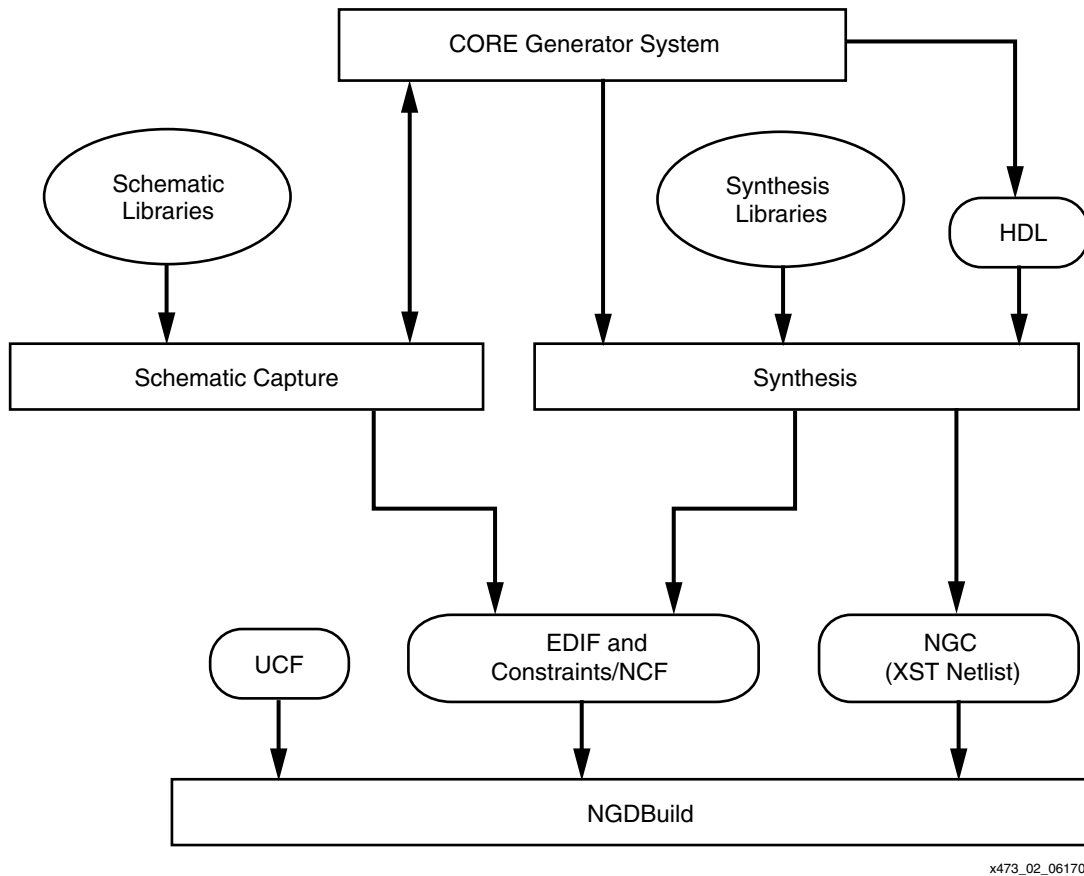 CORE Generator System
Schematic
Libraries
Synthesis
Libraries
HDL
Schematic Capture
Synthesis
UCF
EDIF and
Constraints/NCF
NGC
(XST Netlist)
NGDBuild
x473_02_06170